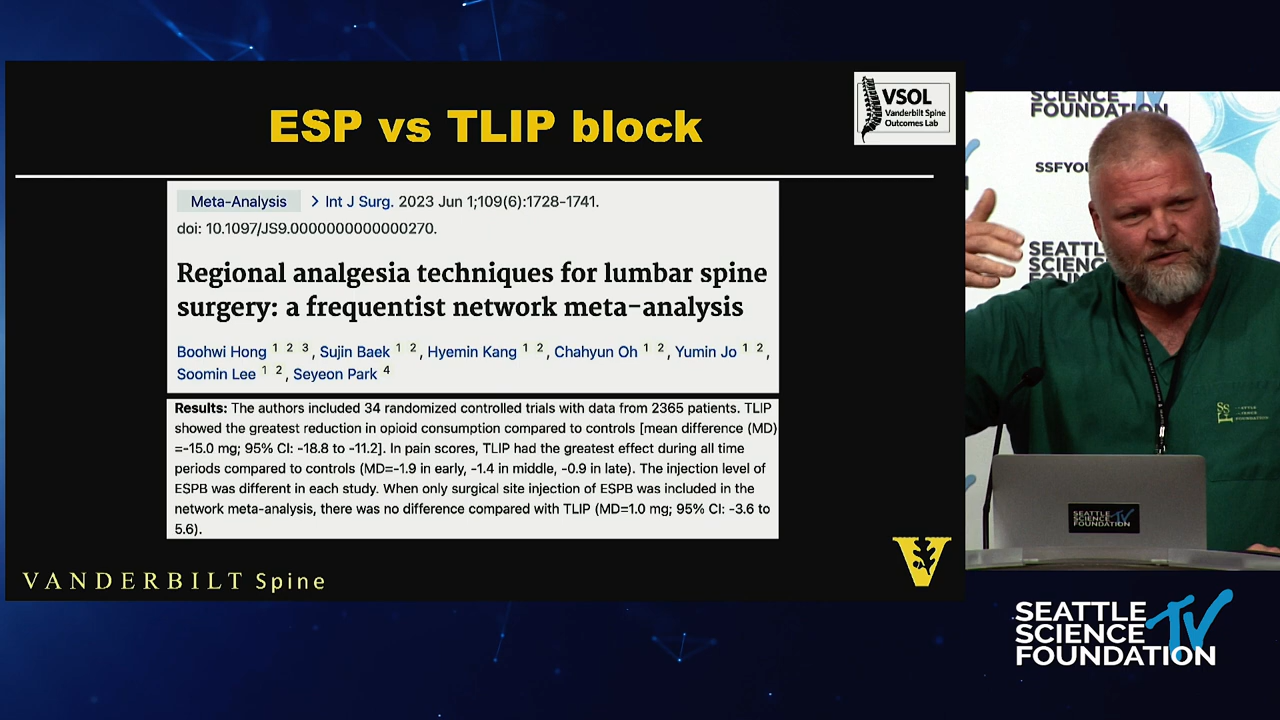 ESP vs TLIP block
VSOL
Vanderbilt Spine
Outcomes Lab
Meta-Analysis > Int J Surg. 2023 Jun 1;109(6):1728-1741.
doi: 10.1097/JS9.0000000000000270.
Regional analgesia techniques for lumbar spine
surgery: a frequentist network meta-analysis
Boohwi Hong 1 2 3, Sujin Baek 1 2, Hyemin Kang 1 2, Chahyun Oh 1 2, Yumin Jo 1 2,
Soomin Lee 1 2, Seyeon Park 4
Results: The authors included 34 randomized controlled trials with data from 2365 patients. TLIP
showed the greatest reduction in opioid consumption compared to controls [mean difference (MD)
=-15.0 mg; 95% CI: -18.8 to -11.2]. In pain scores, TLIP had the greatest effect during all time
periods compared to controls (MD=-1.9 in early, -1.4 in middle, -0.9 in late). The injection level of
ESPB was different in each study. When only surgical site injection of ESPB was included in the
network meta-analysis, there was no difference compared with TLIP (MD=1.0 mg; 95% CI: -3.6 to
5.6).
VANDERBILT Spine
V
SCIENCE TV
FOUNDATION
SSFYOU
SEATTLE
SCIENC
FOUN
SEATTLE
SCIENCE TV
FOUNDATION
SEATTLE
SCIENCE TV
FOUNDATION